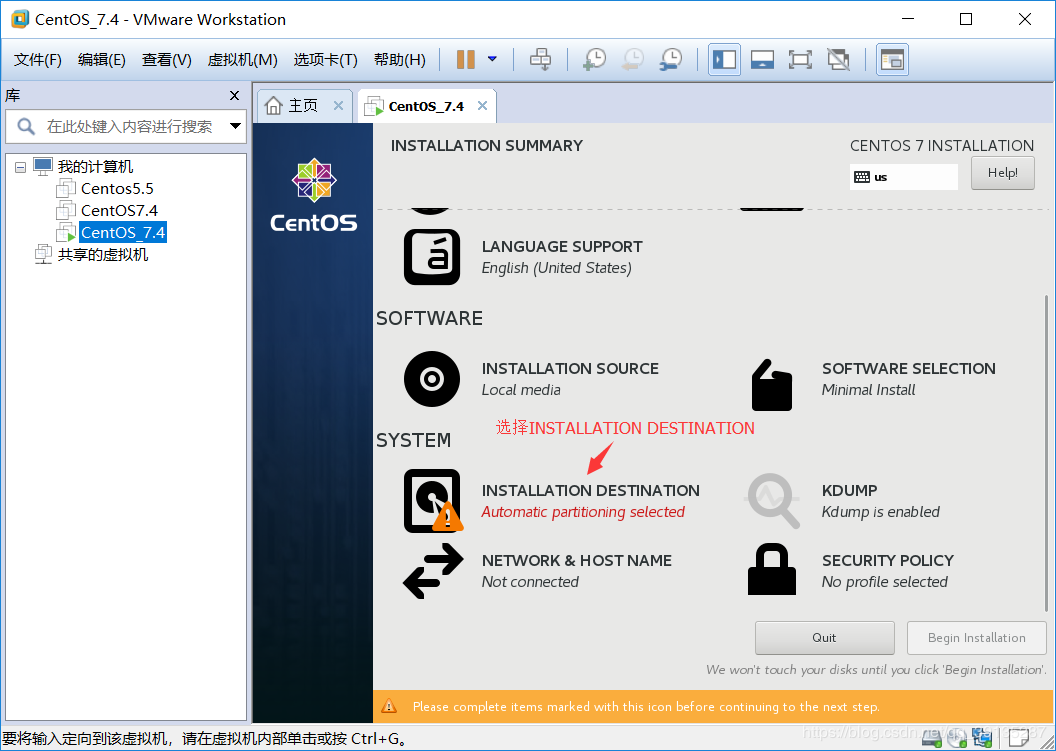 CentOS_7.4 - VMware Workstation
文件(F) 编辑(E) 查看(V) 虚拟机(M) 选项卡(T) 帮助(H)
库
在此处键入内容进行搜索
我的计算机
Centos5.5
CentOS7.4
CentOS_7.4
共享的虚拟机
主页
CentOS_7.4
CentOS
INSTALLATION SUMMARY
CENTOS 7 INSTALLATION
us
Help!
LANGUAGE SUPPORT
English (United States)
SOFTWARE
INSTALLATION SOURCE
Local media
SOFTWARE SELECTION
Minimal Install
选择INSTALLATION DESTINATION
SYSTEM
INSTALLATION DESTINATION
Automatic partitioning selected
KDUMP
Kdump is enabled
NETWORK & HOST NAME
Not connected
SECURITY POLICY
No profile selected
Quit
Begin Installation
We won't touch your disks until you click 'Begin Installation'.
Please complete items marked with this icon before continuing to the next step.
要将输入定向到该虚拟机，请在虚拟机内部单击或按 Ctrl+G。